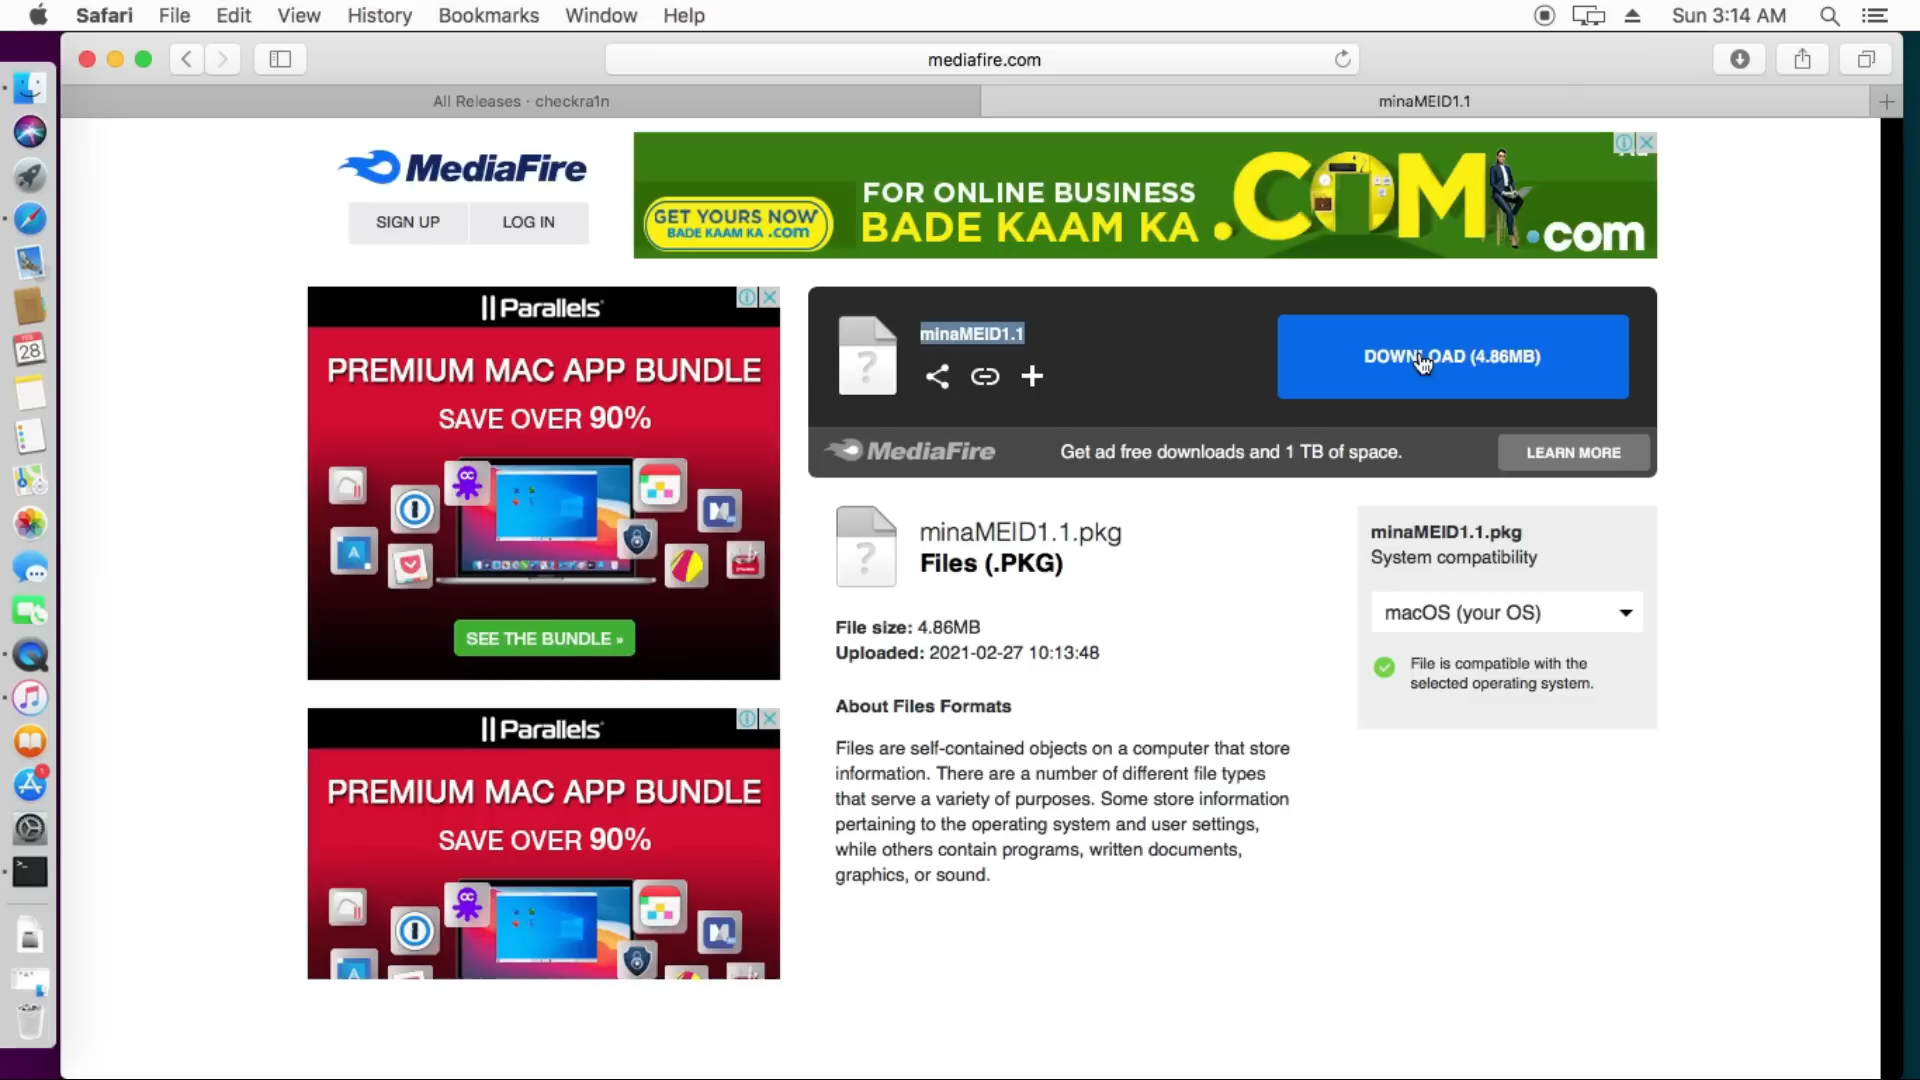 Safari File Edit View History Bookmarks Window Help
Sun 3:14 AM
mediafire.com
All Releases · checkra1n
minaMEID1.1
MediaFire
SIGN UP
LOG IN
GET YOURS NOW
BADE KAAM KA .com
FOR ONLINE BUSINESS
BADE KAAM KA .COM
.com
Parallels
PREMIUM MAC APP BUNDLE
SAVE OVER 90%
SEE THE BUNDLE »
minaMEID1.1
DOWNLOAD (4.86MB)
MediaFire
Get ad free downloads and 1 TB of space.
LEARN MORE
minaMEID1.1.pkg
Files (.PKG)
File size: 4.86MB
Uploaded: 2021-02-27 10:13:48
About Files Formats
Files are self-contained objects on a computer that store
information. There are a number of different file types
that serve a variety of purposes. Some store information
pertaining to the operating system and user settings,
while others contain programs, written documents,
graphics, or sound.
minaMEID1.1.pkg
System compatibility
macOS (your OS)
File is compatible with the
selected operating system.
Parallels
PREMIUM MAC APP BUNDLE
SAVE OVER 90%
28